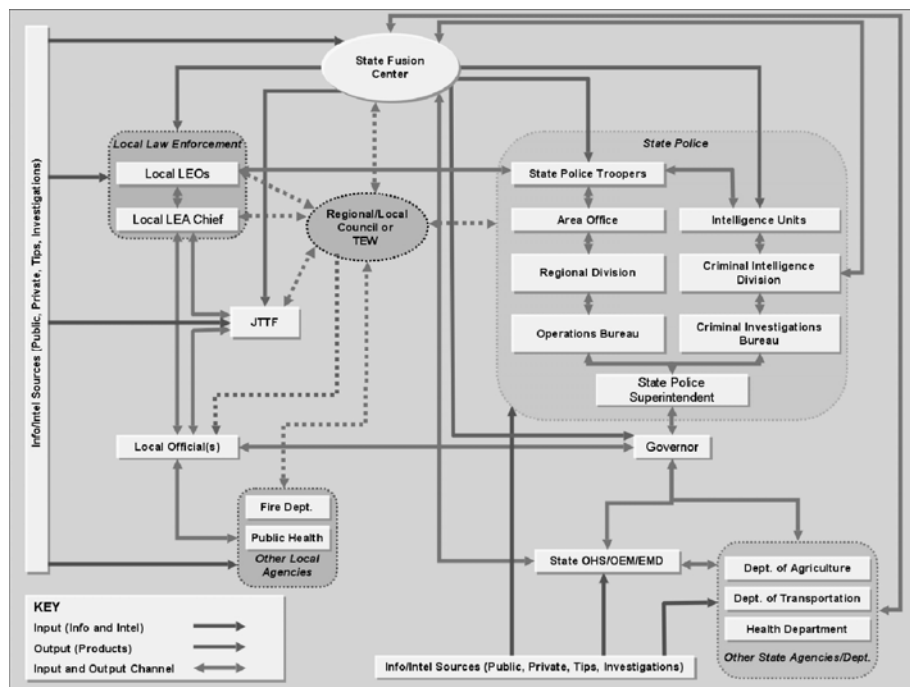 State Fusion
Center
Local Law Enforcement
Local LEOs
Local LEA Chief
Regional/Local
Council or
TEW
JTTF
Local Official(s)
Fire Dept.
Public Health
Other Local
Agencies
State Police
State Police Troopers
Area Office
Intelligence Units
Regional Division
Criminal Intelligence
Division
Operations Bureau
Criminal Investigations
Bureau
State Police
Superintendent
Governor
State OHS/OEM/EMD
Dept. of Agriculture
Dept. of Transportation
Health Department
Other State Agencies/Dept.
Info/Intel Sources (Public, Private, Tips, Investigations)
Info/Intel Sources (Public, Private, Tips, Investigations)
KEY
Input (Info and Intel)
Output (Products)
Input and Output Channel